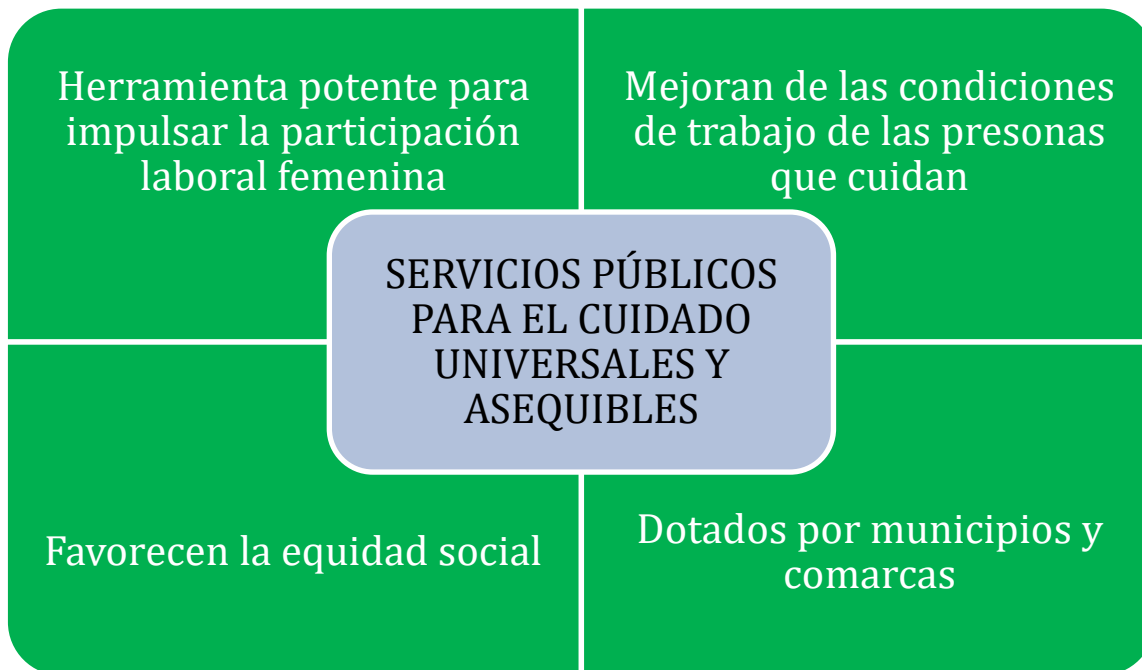 Herramienta potente para
impulsar la participación
laboral femenina
Mejoran de las condiciones
de trabajo de las presonas
que cuidan
SERVICIOS PÚBLICOS
PARA EL CUIDADO
UNIVERSALES Y
ASEQUIBLES
Favorecen la equidad social
Dotados por municipios y
comarcas